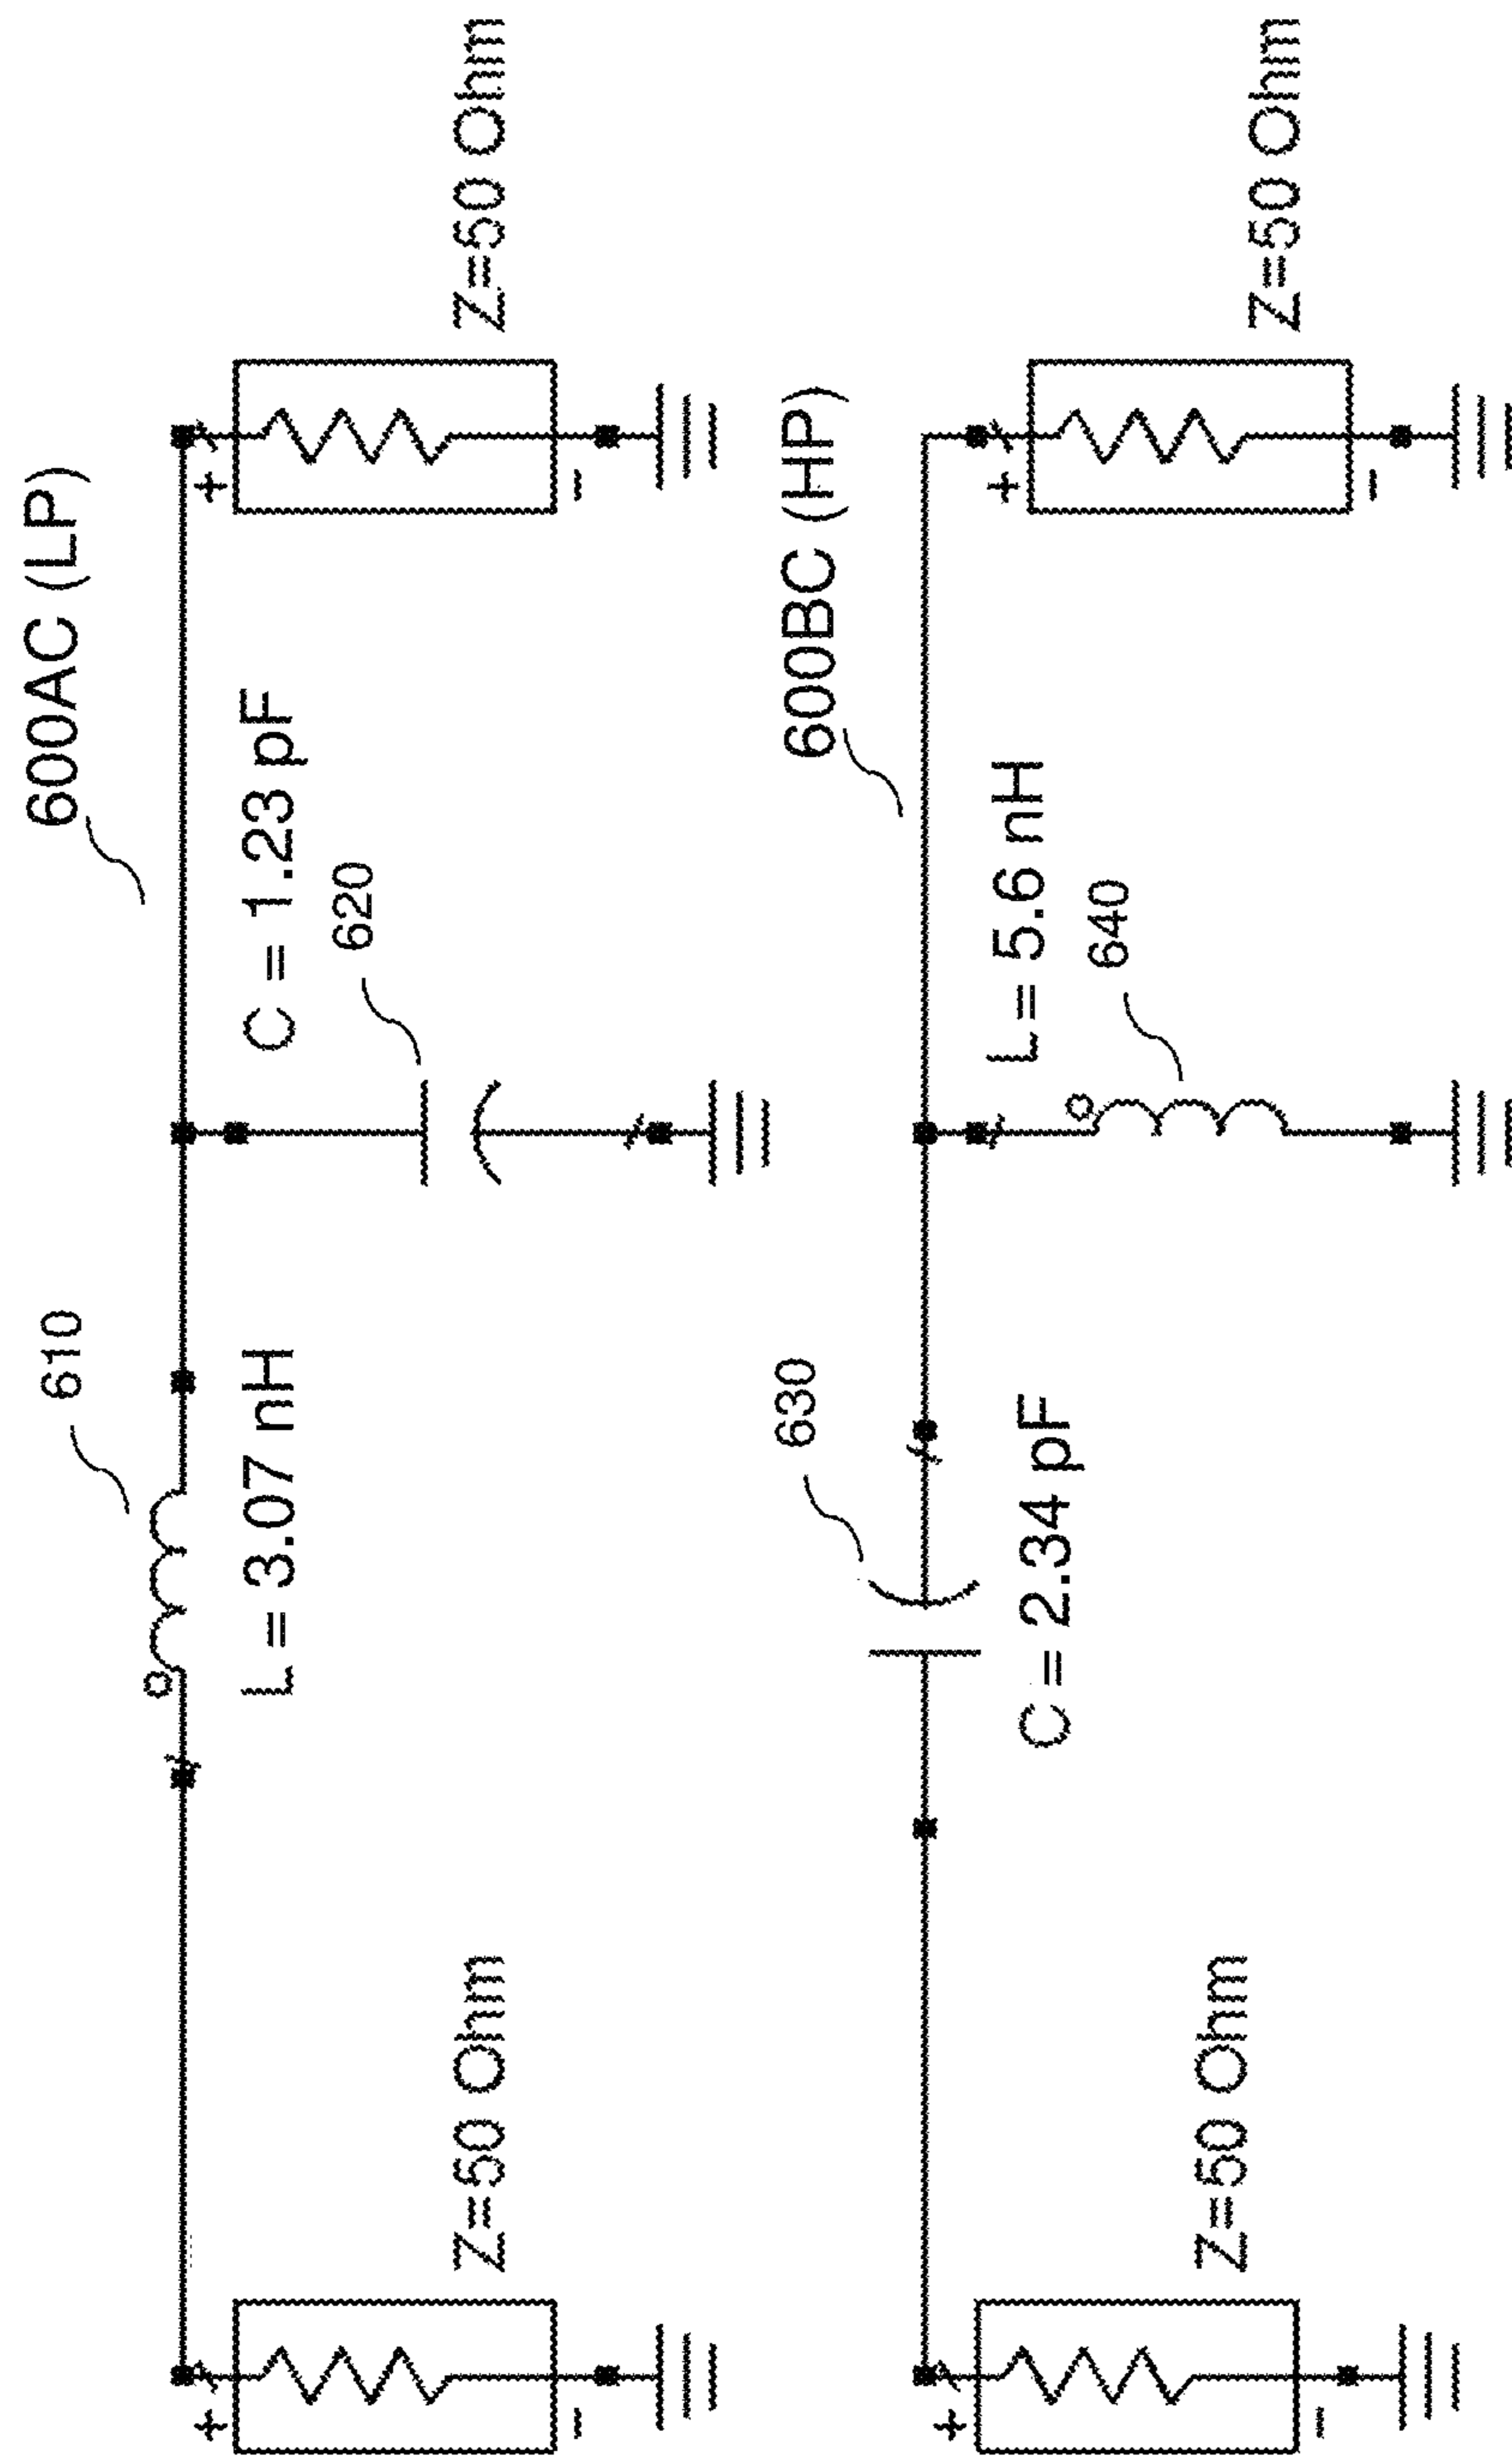 600AC (LP)
610
L = 3.07 nH
C = 1.23 pF
620
+
-
Z=50 Ohm
+
-
Z=50 Ohm
600BC (HP)
630
C = 2.34 pF
L = 5.6 nH
640
+
-
Z=50 Ohm
+
-
Z=50 Ohm